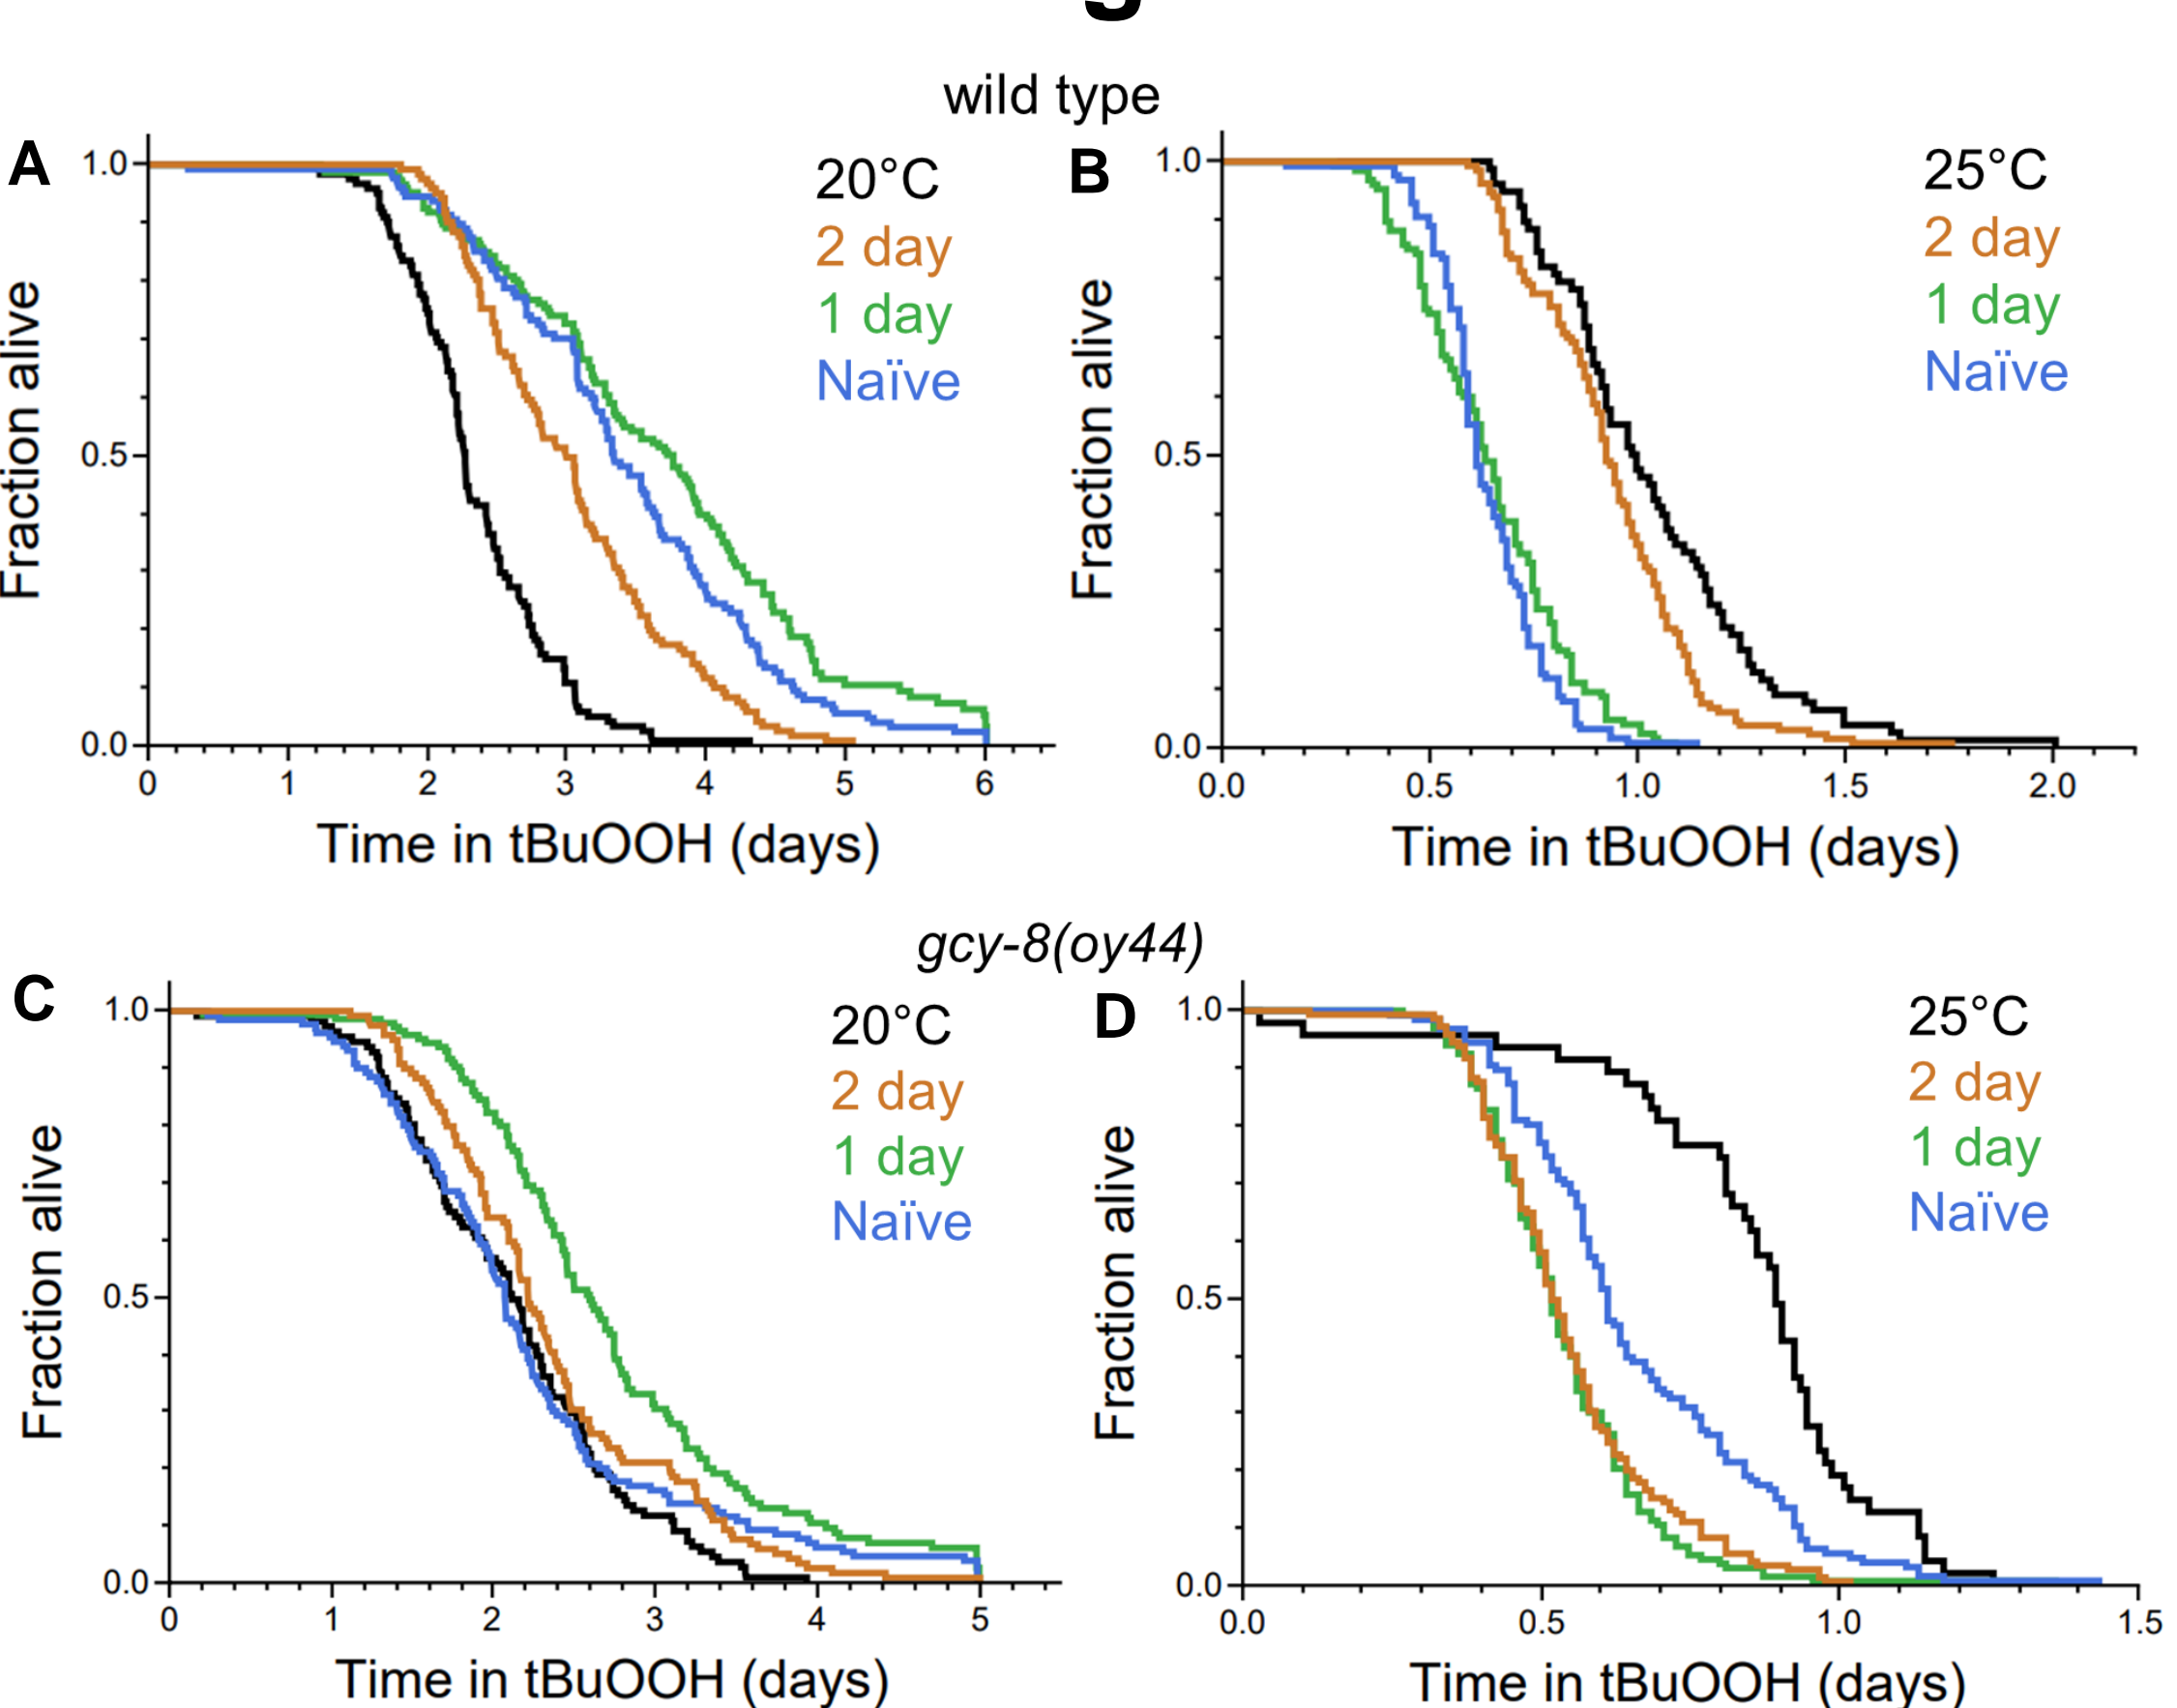 wild type
A
1.0
0.5
0.0
Fraction alive
20°C
2 day
1 day
Naïve
0 1 2 3 4 5 6
Time in tBuOOH (days)
B
1.0
0.5
0.0
Fraction alive
25°C
2 day
1 day
Naïve
0.0 0.5 1.0 1.5 2.0
Time in tBuOOH (days)
gcy-8(oy44)
C
1.0
0.5
0.0
Fraction alive
20°C
2 day
1 day
Naïve
0 1 2 3 4 5
Time in tBuOOH (days)
D
1.0
0.5
0.0
Fraction alive
25°C
2 day
1 day
Naïve
0.0 0.5 1.0 1.5
Time in tBuOOH (days)